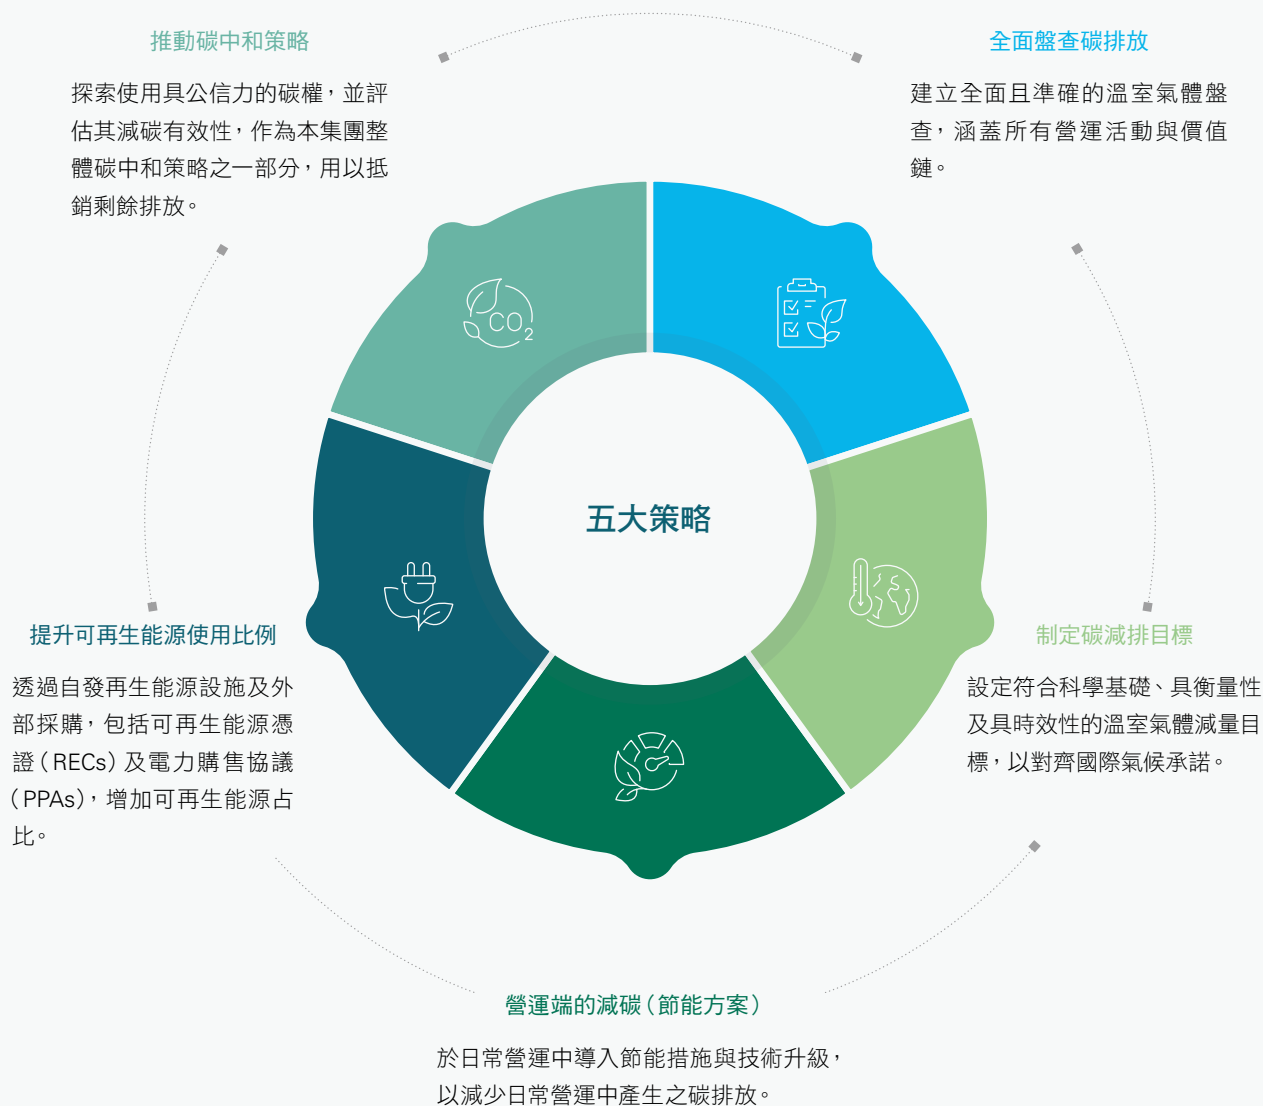 推動碳中和策略
探索使用具公信力的碳權，並評
估其減碳有效性，作為本集團整
體碳中和策略之一部分，用以抵
銷剩餘排放。
全面盤查碳排放
建立全面且準確的溫室氣體盤
查，涵蓋所有營運活動與價值
鏈。
CO2
五大策略
提升可再生能源使用比例
透過自發再生能源設施及外
部採購，包括可再生能源憑
證（RECs）及電力購售協議
（PPAs），增加可再生能源占
比。
制定碳減排目標
設定符合科學基礎、具衡量性
及具時效性的溫室氣體減量目
標，以對齊國際氣候承諾。
營運端的減碳（節能方案）
於日常營運中導入節能措施與技術升級，
以減少日常營運中產生之碳排放。